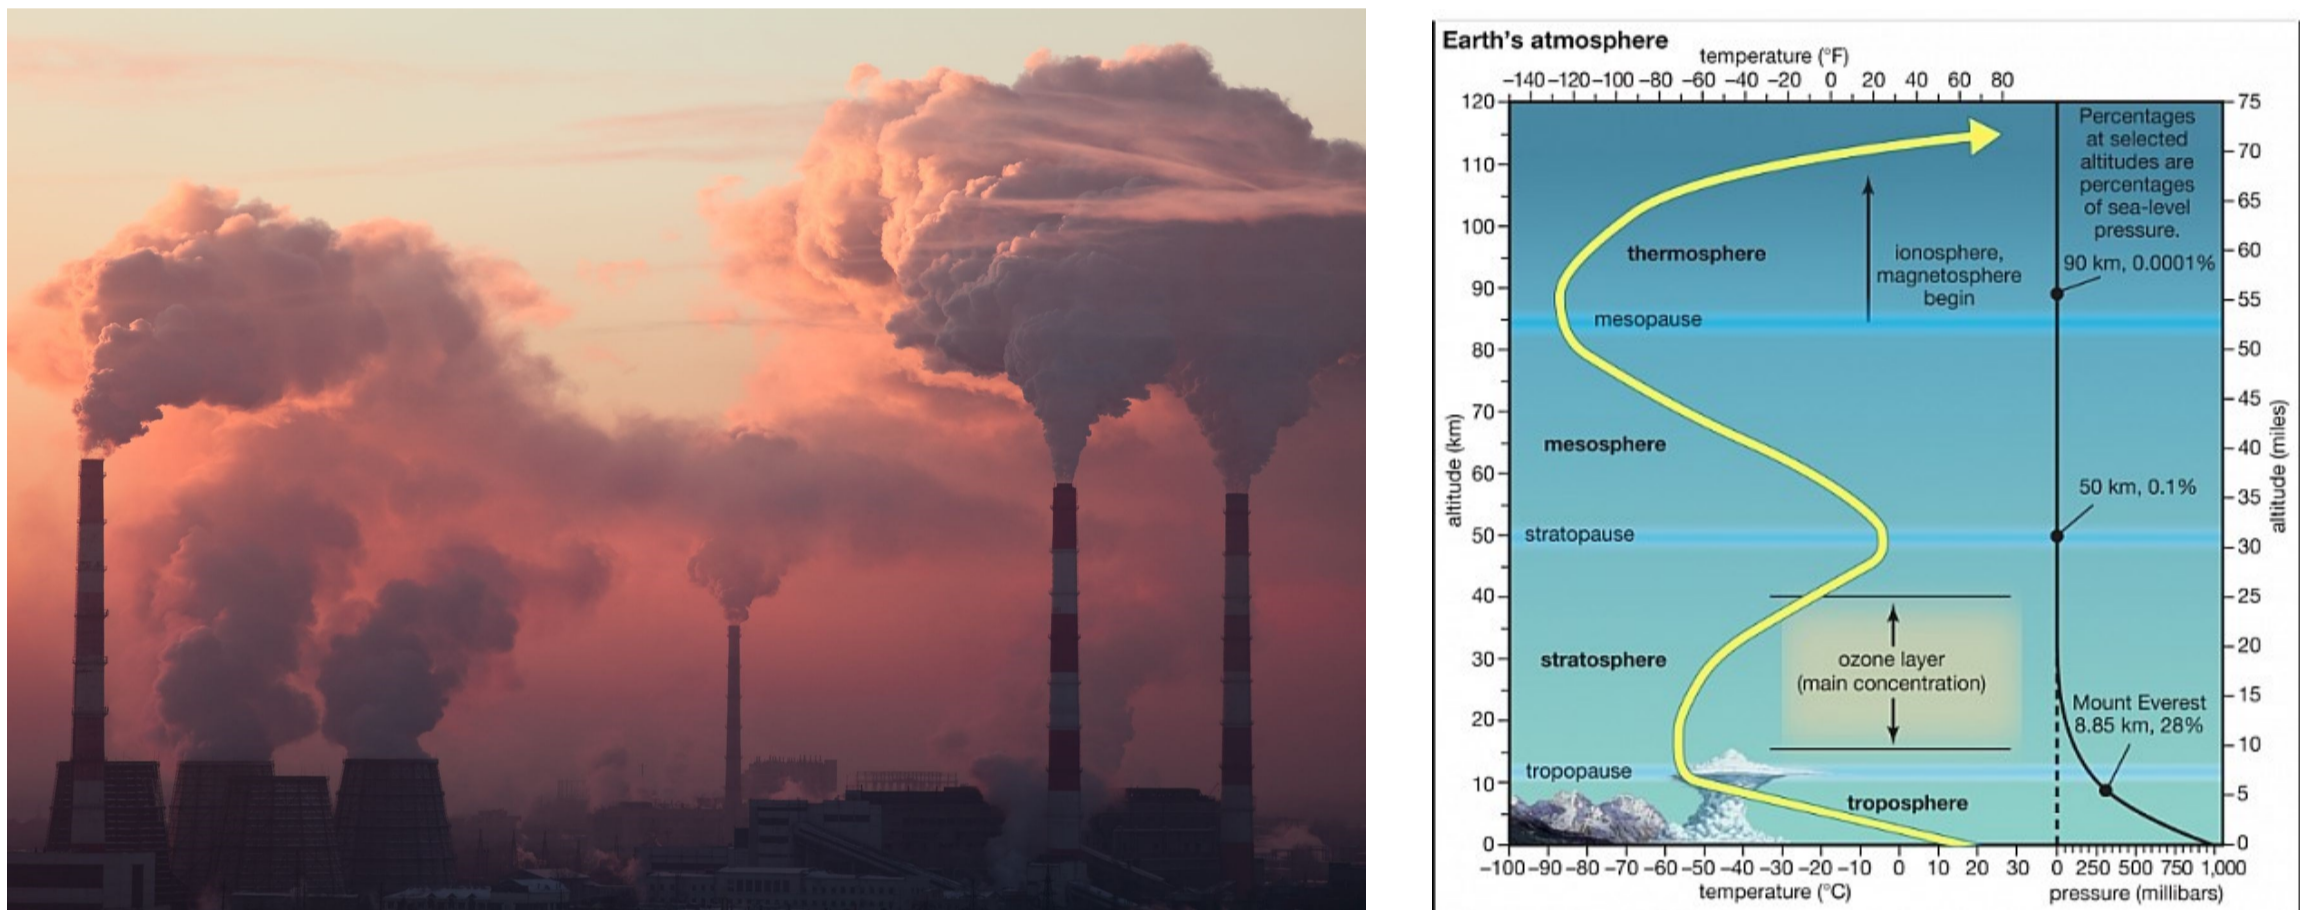 Earth's atmosphere
temperature (°F)
−140 −120 −100 −80 −60 −40 −20 0 20 40 60 80
120
110
100
90
80
70
60
50
40
30
20
10
0
altitude (km)
thermosphere
mesopause
mesosphere
stratopause
stratosphere
tropopause
troposphere
ionosphere,
magnetosphere
begin
ozone layer
(main concentration)
Percentages
at selected
altitudes are
percentages
of sea-level
pressure.
90 km, 0.0001%
50 km, 0.1%
Mount Everest
8.85 km, 28%
75
70
65
60
55
50
45
40
35
30
25
20
15
10
5
0
altitude (miles)
−100 −90 −80 −70 −60 −50 −40 −30 −20 −10 0 10 20 30
temperature (°C)
0 250 500 750 1,000
pressure (millibars)